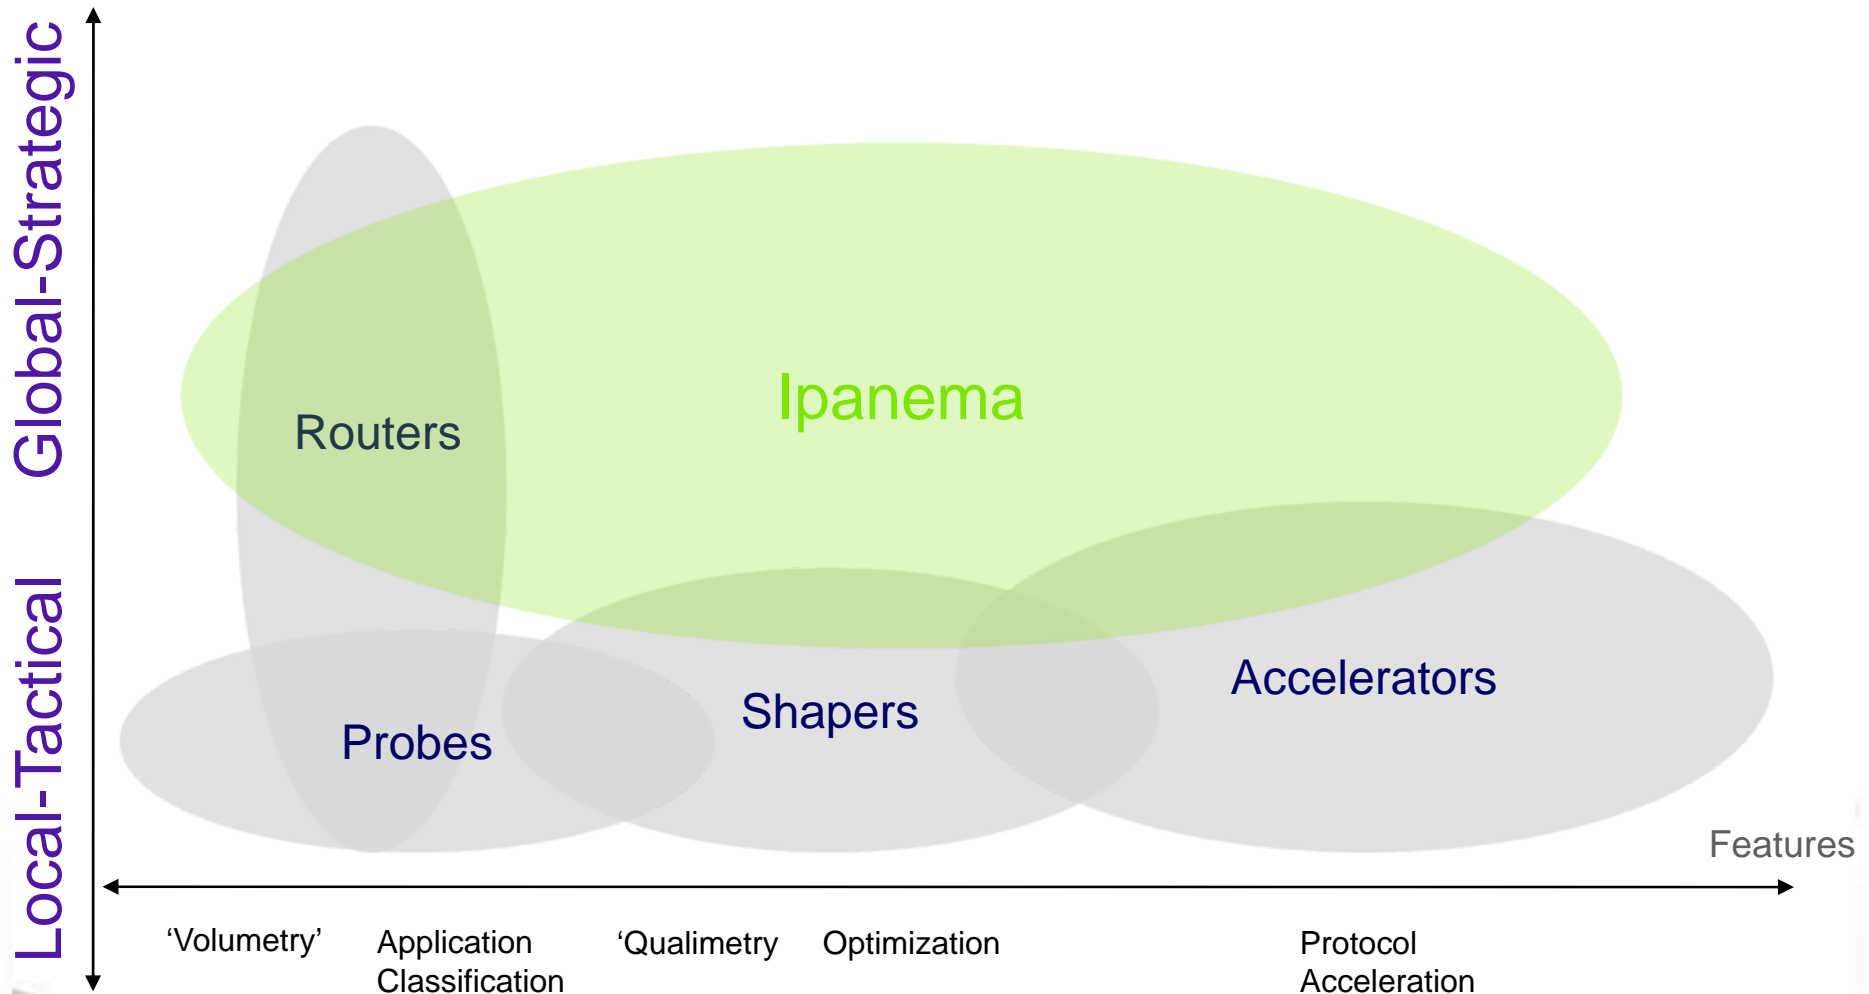 Global-Strategic
Local-Tactical
Ipanema
Routers
Accelerators
Shapers
Probes
Features
‘Volumetry’
Application
Classification
‘Qualimetry
Optimization
Protocol
Acceleration